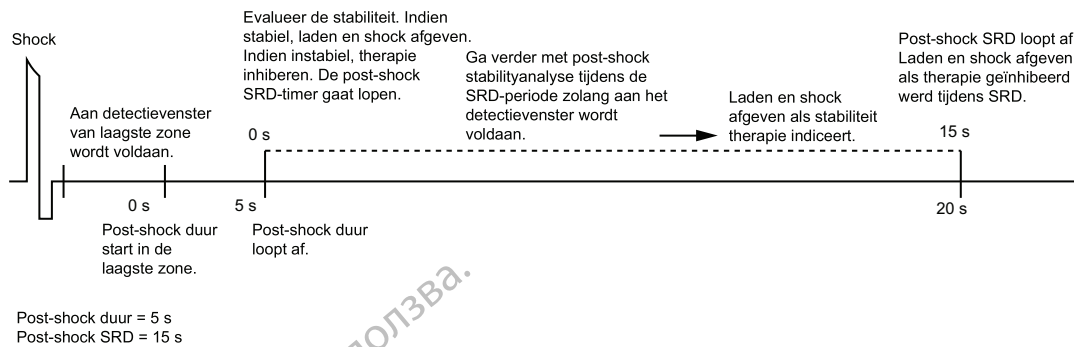 Shock
Evalueer de stabiliteit. Indien
stabiel, laden en shock afgeven.
Indien instabiel, therapie
inhiberen. De post-shock
SRD-timer gaat lopen.
Aan detectievenster
van laagste zone
wordt voldaan.
Ga verder met post-shock
stabilityanalyse tijdens de
SRD-periode zolang aan het
detectievenster wordt
voldaan.
Laden en shock
afgeven als stabiliteit
therapie indiceert.
Post-shock SRD loopt af.
Laden en shock afgeven
als therapie geïnhibeerd
werd tijdens SRD.
0 s
15 s
0 s
5 s
20 s
Post-shock duur
start in de
laagste zone.
Post-shock duur
loopt af.
Post-shock duur = 5 s
Post-shock SRD = 15 s